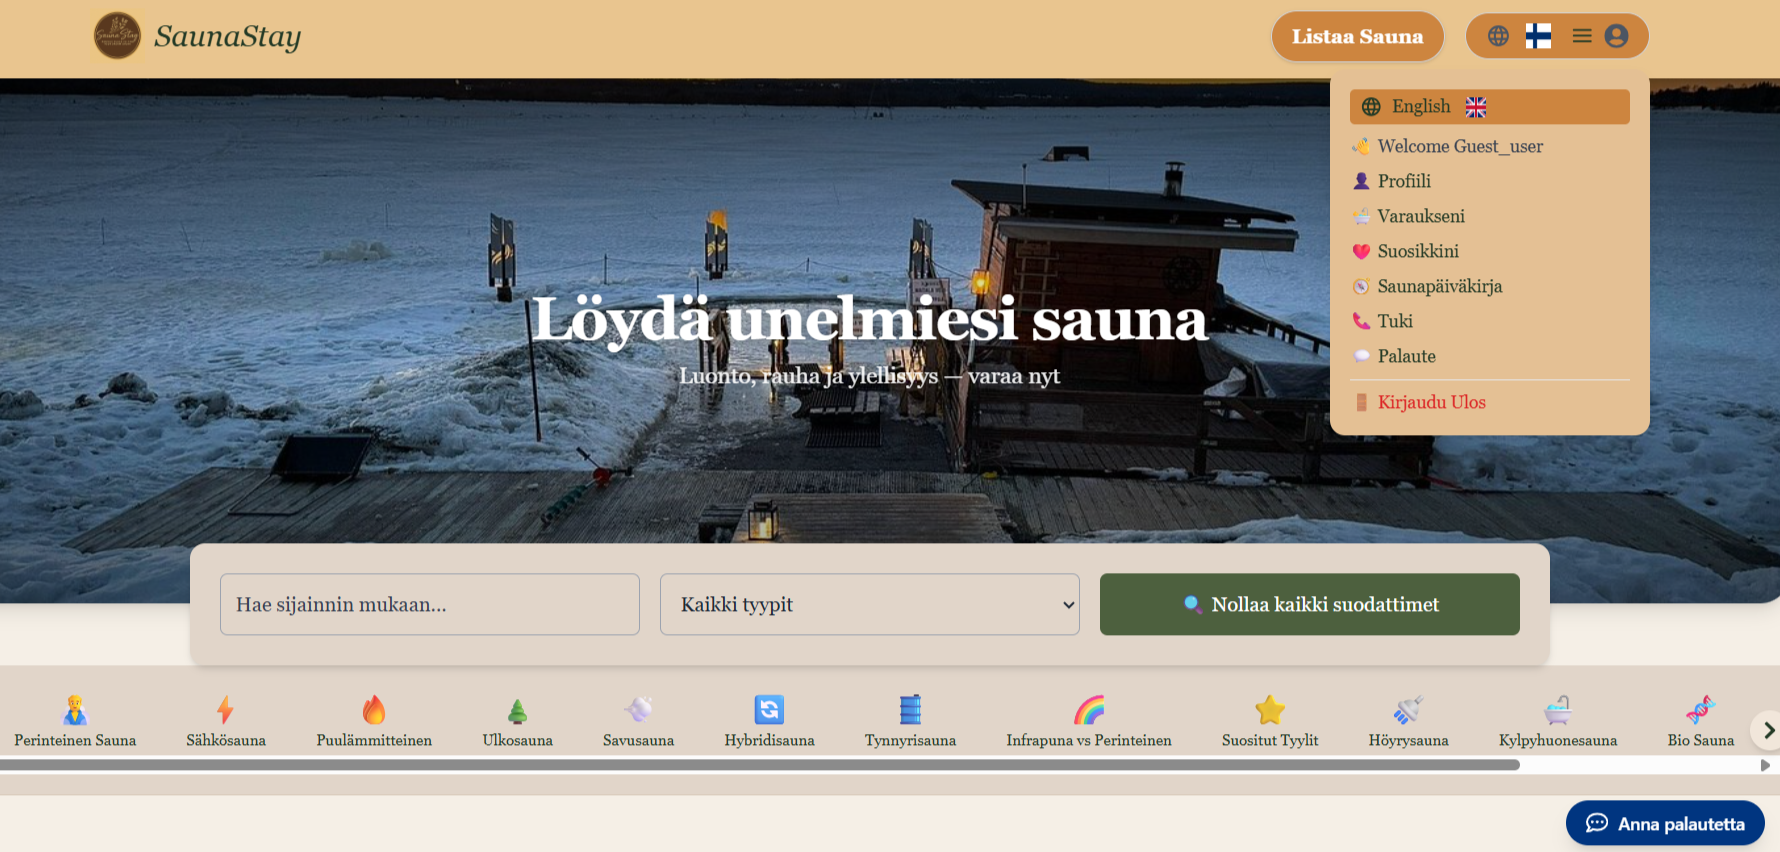 SaunaStay
Listaa Sauna
English
Welcome Guest_user
Profiili
Varaukseni
Suosikkini
Saunapäiväkirja
Tuki
Palaute
Kirjaudu Ulos
Löydä unelmiesi sauna
Luonto, rauha ja ylellisyys — varaa nyt
Hae sijainnin mukaan...
Kaikki tyypit
Nollaa kaikki suodattimet
Perinteinen Sauna
Sähkösauna
Puulämmitteinen
Ulkosauna
Savusauna
Hybridisauna
Tynnyrisauna
Infrapuna vs Perinteinen
Suositut Tyylit
Höyrysauna
Kylpyhuonesauna
Bio Sauna
Anna palautetta